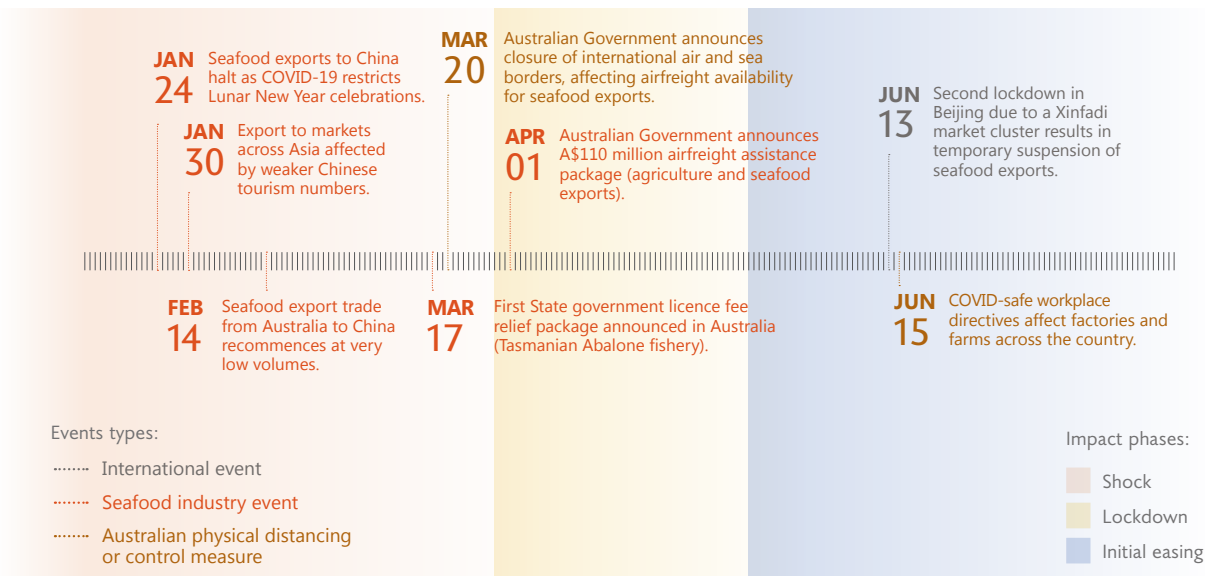 JAN
24
Seafood exports to China
halt as COVID-19 restricts
Lunar New Year celebrations.
JAN
30
Export to markets
across Asia affected
by weaker Chinese
tourism numbers.
MAR
20
Australian Government announces
closure of international air and sea
borders, affecting airfreight availability
for seafood exports.
APR
01
Australian Government announces
A$110 million airfreight assistance
package (agriculture and seafood
exports).
JUN
13
Second lockdown in
Beijing due to a Xinfadi
market cluster results in
temporary suspension of
seafood exports.
FEB
14
Seafood export trade
from Australia to China
recommences at very
low volumes.
MAR
17
First State government licence fee
relief package announced in Australia
(Tasmanian Abalone fishery).
JUN
15
COVID-safe workplace
directives affect factories and
farms across the country.
Events types:
International event
Seafood industry event
Australian physical distancing
or control measure
Impact phases:
Shock
Lockdown
Initial easing